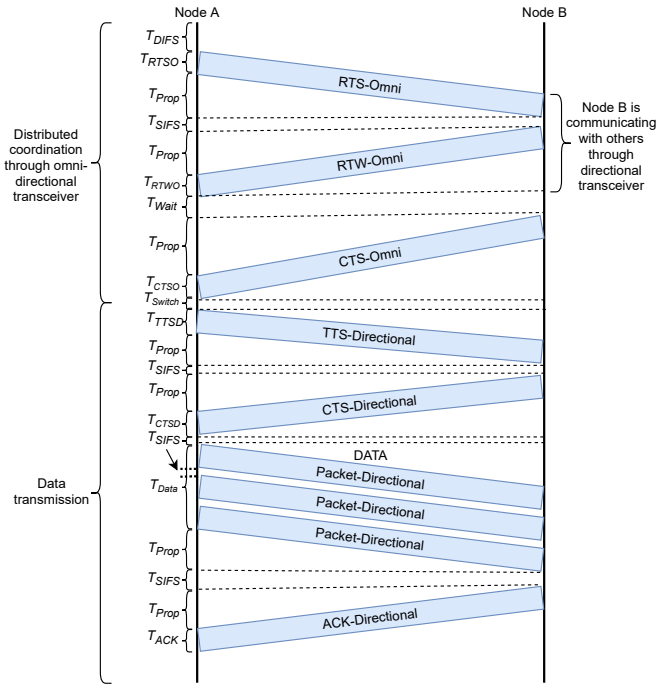 Node A
Node B
T_DIFS
T_RTSO
T_Prop
T_SIFS
T_Prop
T_RTWO
T_Wait
T_Prop
T_CTSO
T_Switch
T_TTSD
T_Prop
T_SIFS
T_Prop
T_CTSD
T_SIFS
T_Data
T_Prop
T_SIFS
T_Prop
T_ACK
Distributed
coordination
through omni-
directional
transceiver
Data
transmission
RTS-Omni
RTW-Omni
CTS-Omni
TTS-Directional
CTS-Directional
DATA
Packet-Directional
Packet-Directional
Packet-Directional
ACK-Directional
Node B is
communicating
with others
through
directional
transceiver